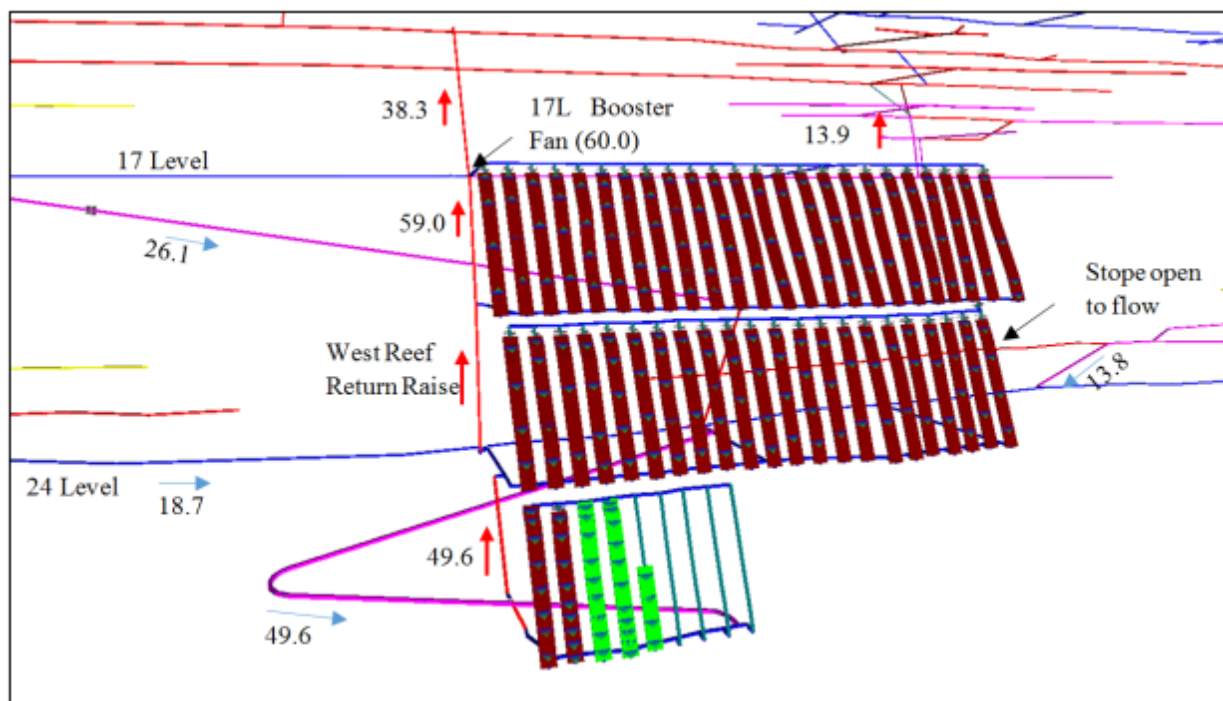 38.3
17L Booster
Fan (60.0)
13.9
17 Level
59.0
26.1
Stope open
to flow
West Reef
Return Raise
13.8
24 Level
18.7
49.6
49.6